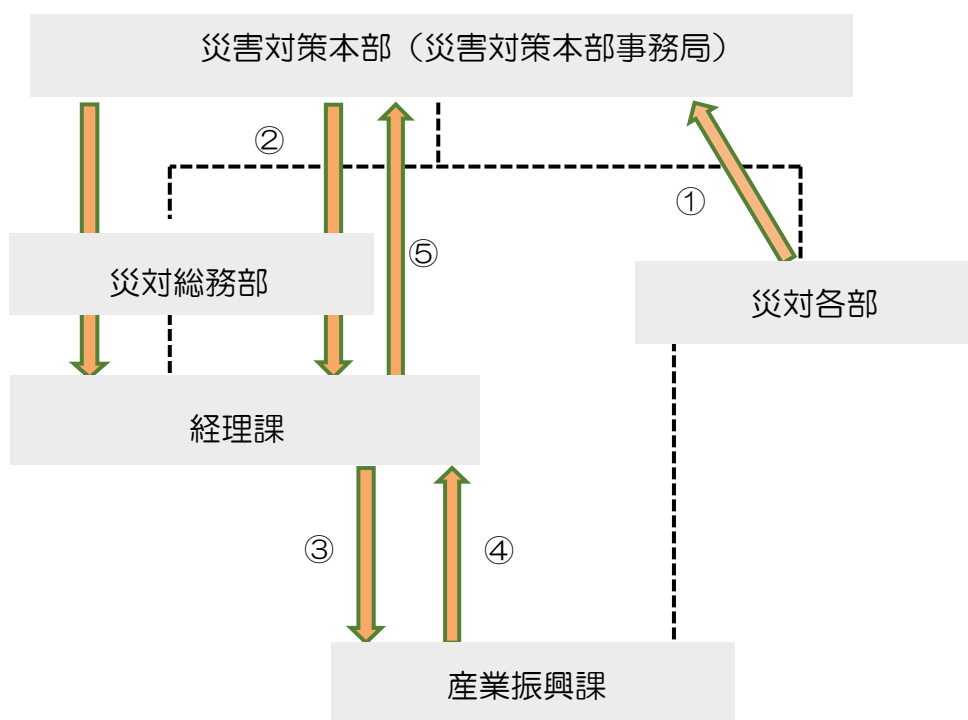 災害対策本部（災害対策本部事務局）
②
①
⑤
災対総務部
災対各部
経理課
③
④
産業振興課